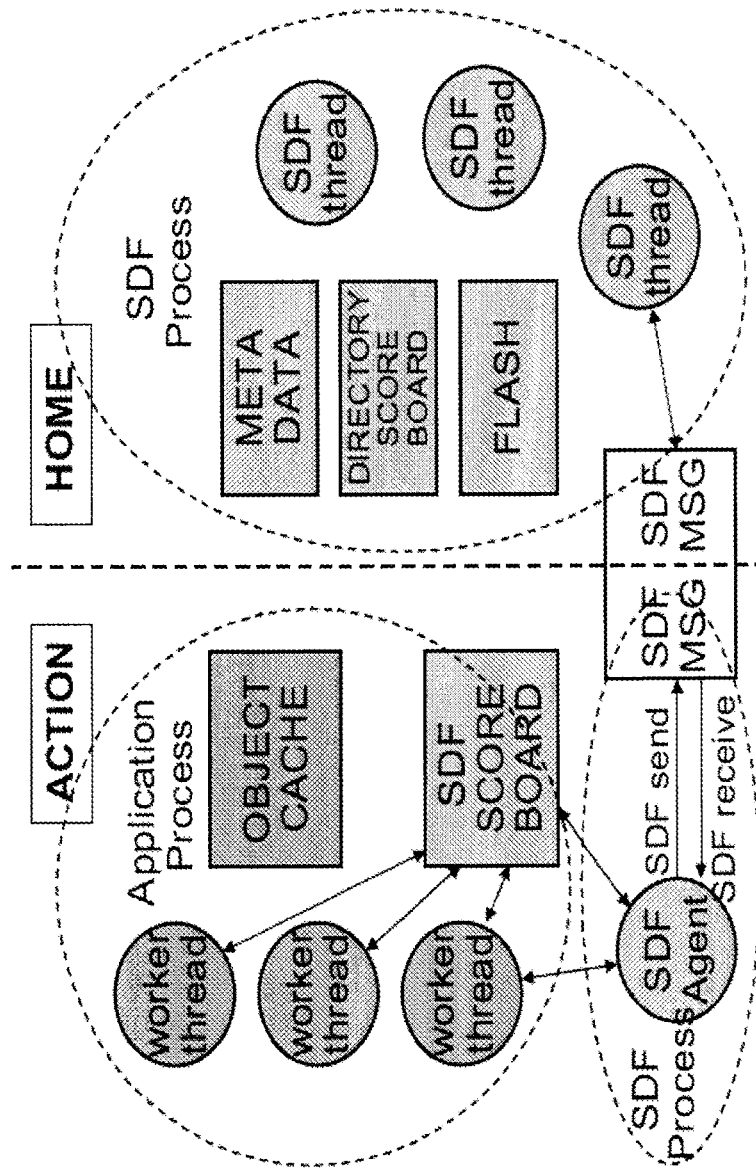 ACTION
Application
Process
worker
thread
worker
thread
worker
thread
OBJECT
CACHE
SDF
SCORE
BOARD
SDF
Process
SDF
Agent
SDF send
SDF receive
SDF
MSG
HOME
SDF
Process
META
DATA
DIRECTORY
SCORE
BOARD
FLASH
SDF
thread
SDF
thread
SDF
thread
SDF
MSG